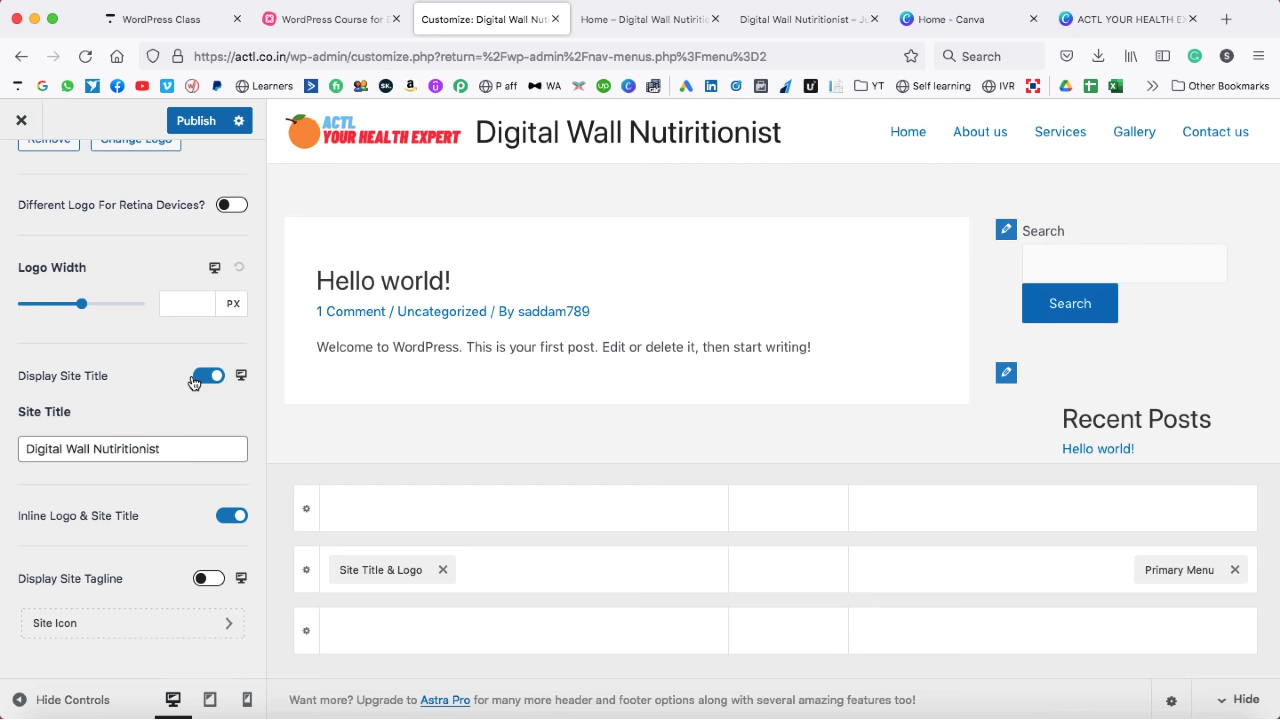 WordPress Class
WordPress Course for E
Customize: Digital Wall Nut
Home – Digital Wall Nutiritic
Digital Wall Nutiritionist – Ju
Home - Canva
ACTL YOUR HEALTH EX
https://actl.co.in/wp-admin/customize.php?return=%2Fwp-admin%2Fnav-menus.php%3Fmenu%3D2
Search
Learners
P aff
WA
YT
Self learning
IVR
Other Bookmarks
Publish
Remove
Change Logo
ACTL
YOUR HEALTH EXPERT
Digital Wall Nutiritionist
Home
About us
Services
Gallery
Contact us
Different Logo For Retina Devices?
Logo Width
PX
Display Site Title
Site Title
Digital Wall Nutiritionist
Inline Logo & Site Title
Display Site Tagline
Site Icon
Hide Controls
Hello world!
1 Comment / Uncategorized / By saddam789
Welcome to WordPress. This is your first post. Edit or delete it, then start writing!
Search
Search
Recent Posts
Hello world!
Site Title & Logo
Primary Menu
Want more? Upgrade to Astra Pro for many more header and footer options along with several amazing features too!
Hide